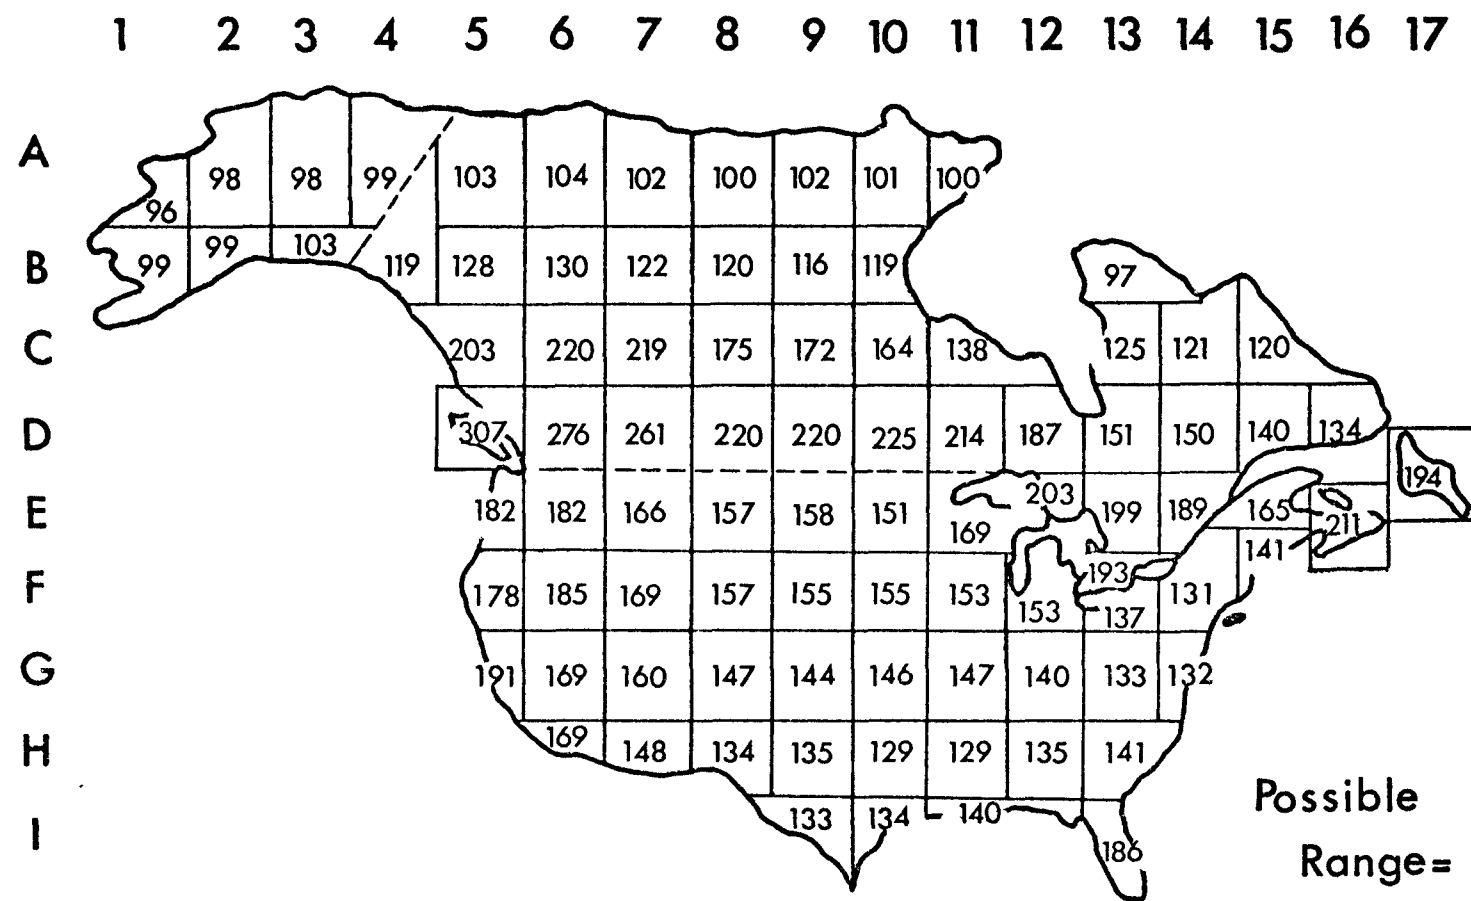 1 2 3 4 5 6 7 8 9 10 11 12 13 14 15 16 17
A 96 98 98 99 103 104 102 100 102 101 100
B 99 99 103 119 128 130 122 120 116 119 97
C 203 220 219 175 172 164 138 125 121 120
D 307 276 261 220 220 225 214 187 151 150 140 134 194
E 182 182 166 157 158 151 169 203 199 189 165 211
141
F 178 185 169 157 155 155 153 153 193 137 131
G 191 169 160 147 144 146 147 140 133 132
H 169 148 134 135 129 129 135 141
I 133 134 140 186
Possible
Range=